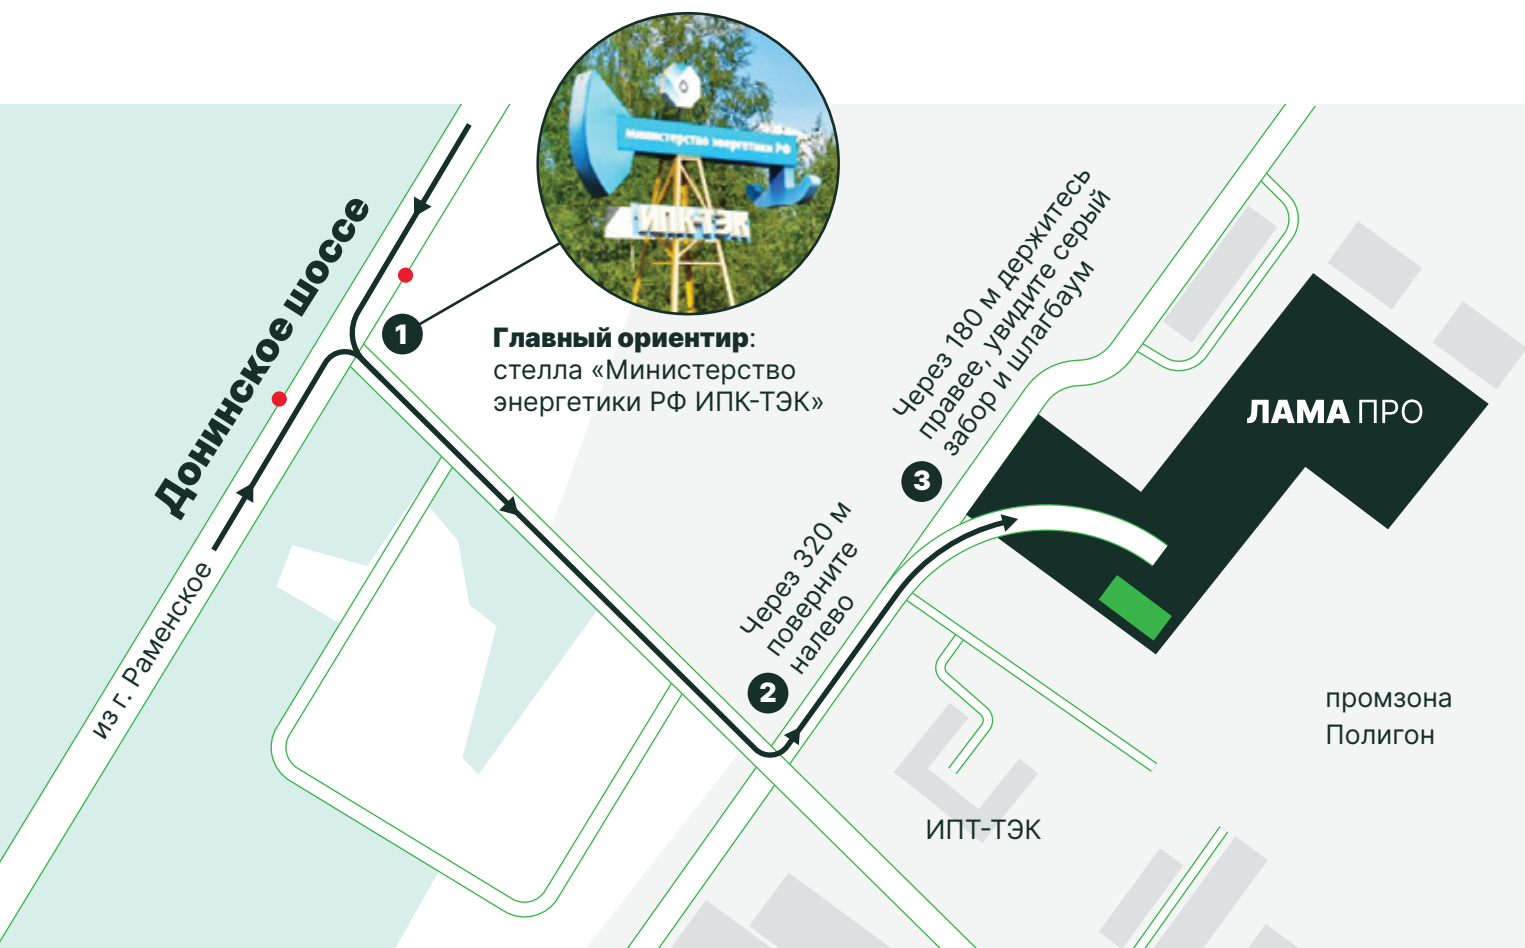 министерство энергетики РФ
ИПК-ТЭК
Донинское шоссе
из г. Раменское
1
Главный ориентир:
стелла «Министерство
энергетики РФ ИПК-ТЭК»
2
Через 320 м
поверните
налево
3
Через 180 м держитесь
правее, увидите серый
забор и шлагбаум
ЛАМА ПРО
промзона
Полигон
ИПТ-ТЭК